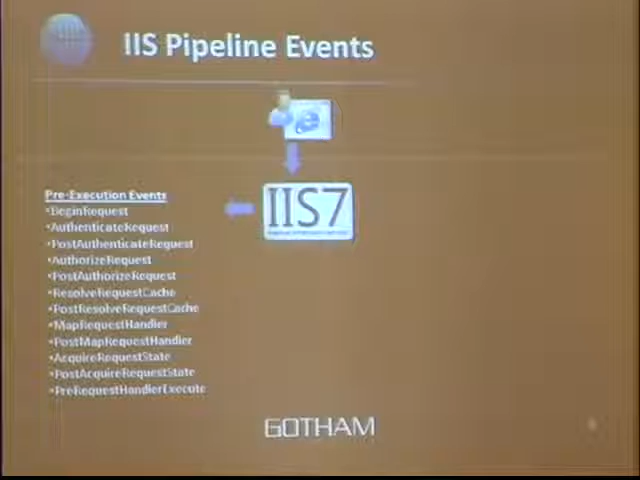 IIS Pipeline Events
IIS7
Pre-Execution Events
•BeginRequest
•AuthenticateRequest
•PostAuthenticateRequest
•AuthorizeRequest
•PostAuthorizeRequest
•ResolveRequestCache
•PostResolveRequestCache
•MapRequestHandler
•PostMapRequestHandler
•AcquireRequestState
•PostAcquireRequestState
•PreRequestHandlerExecute
GOTHAM